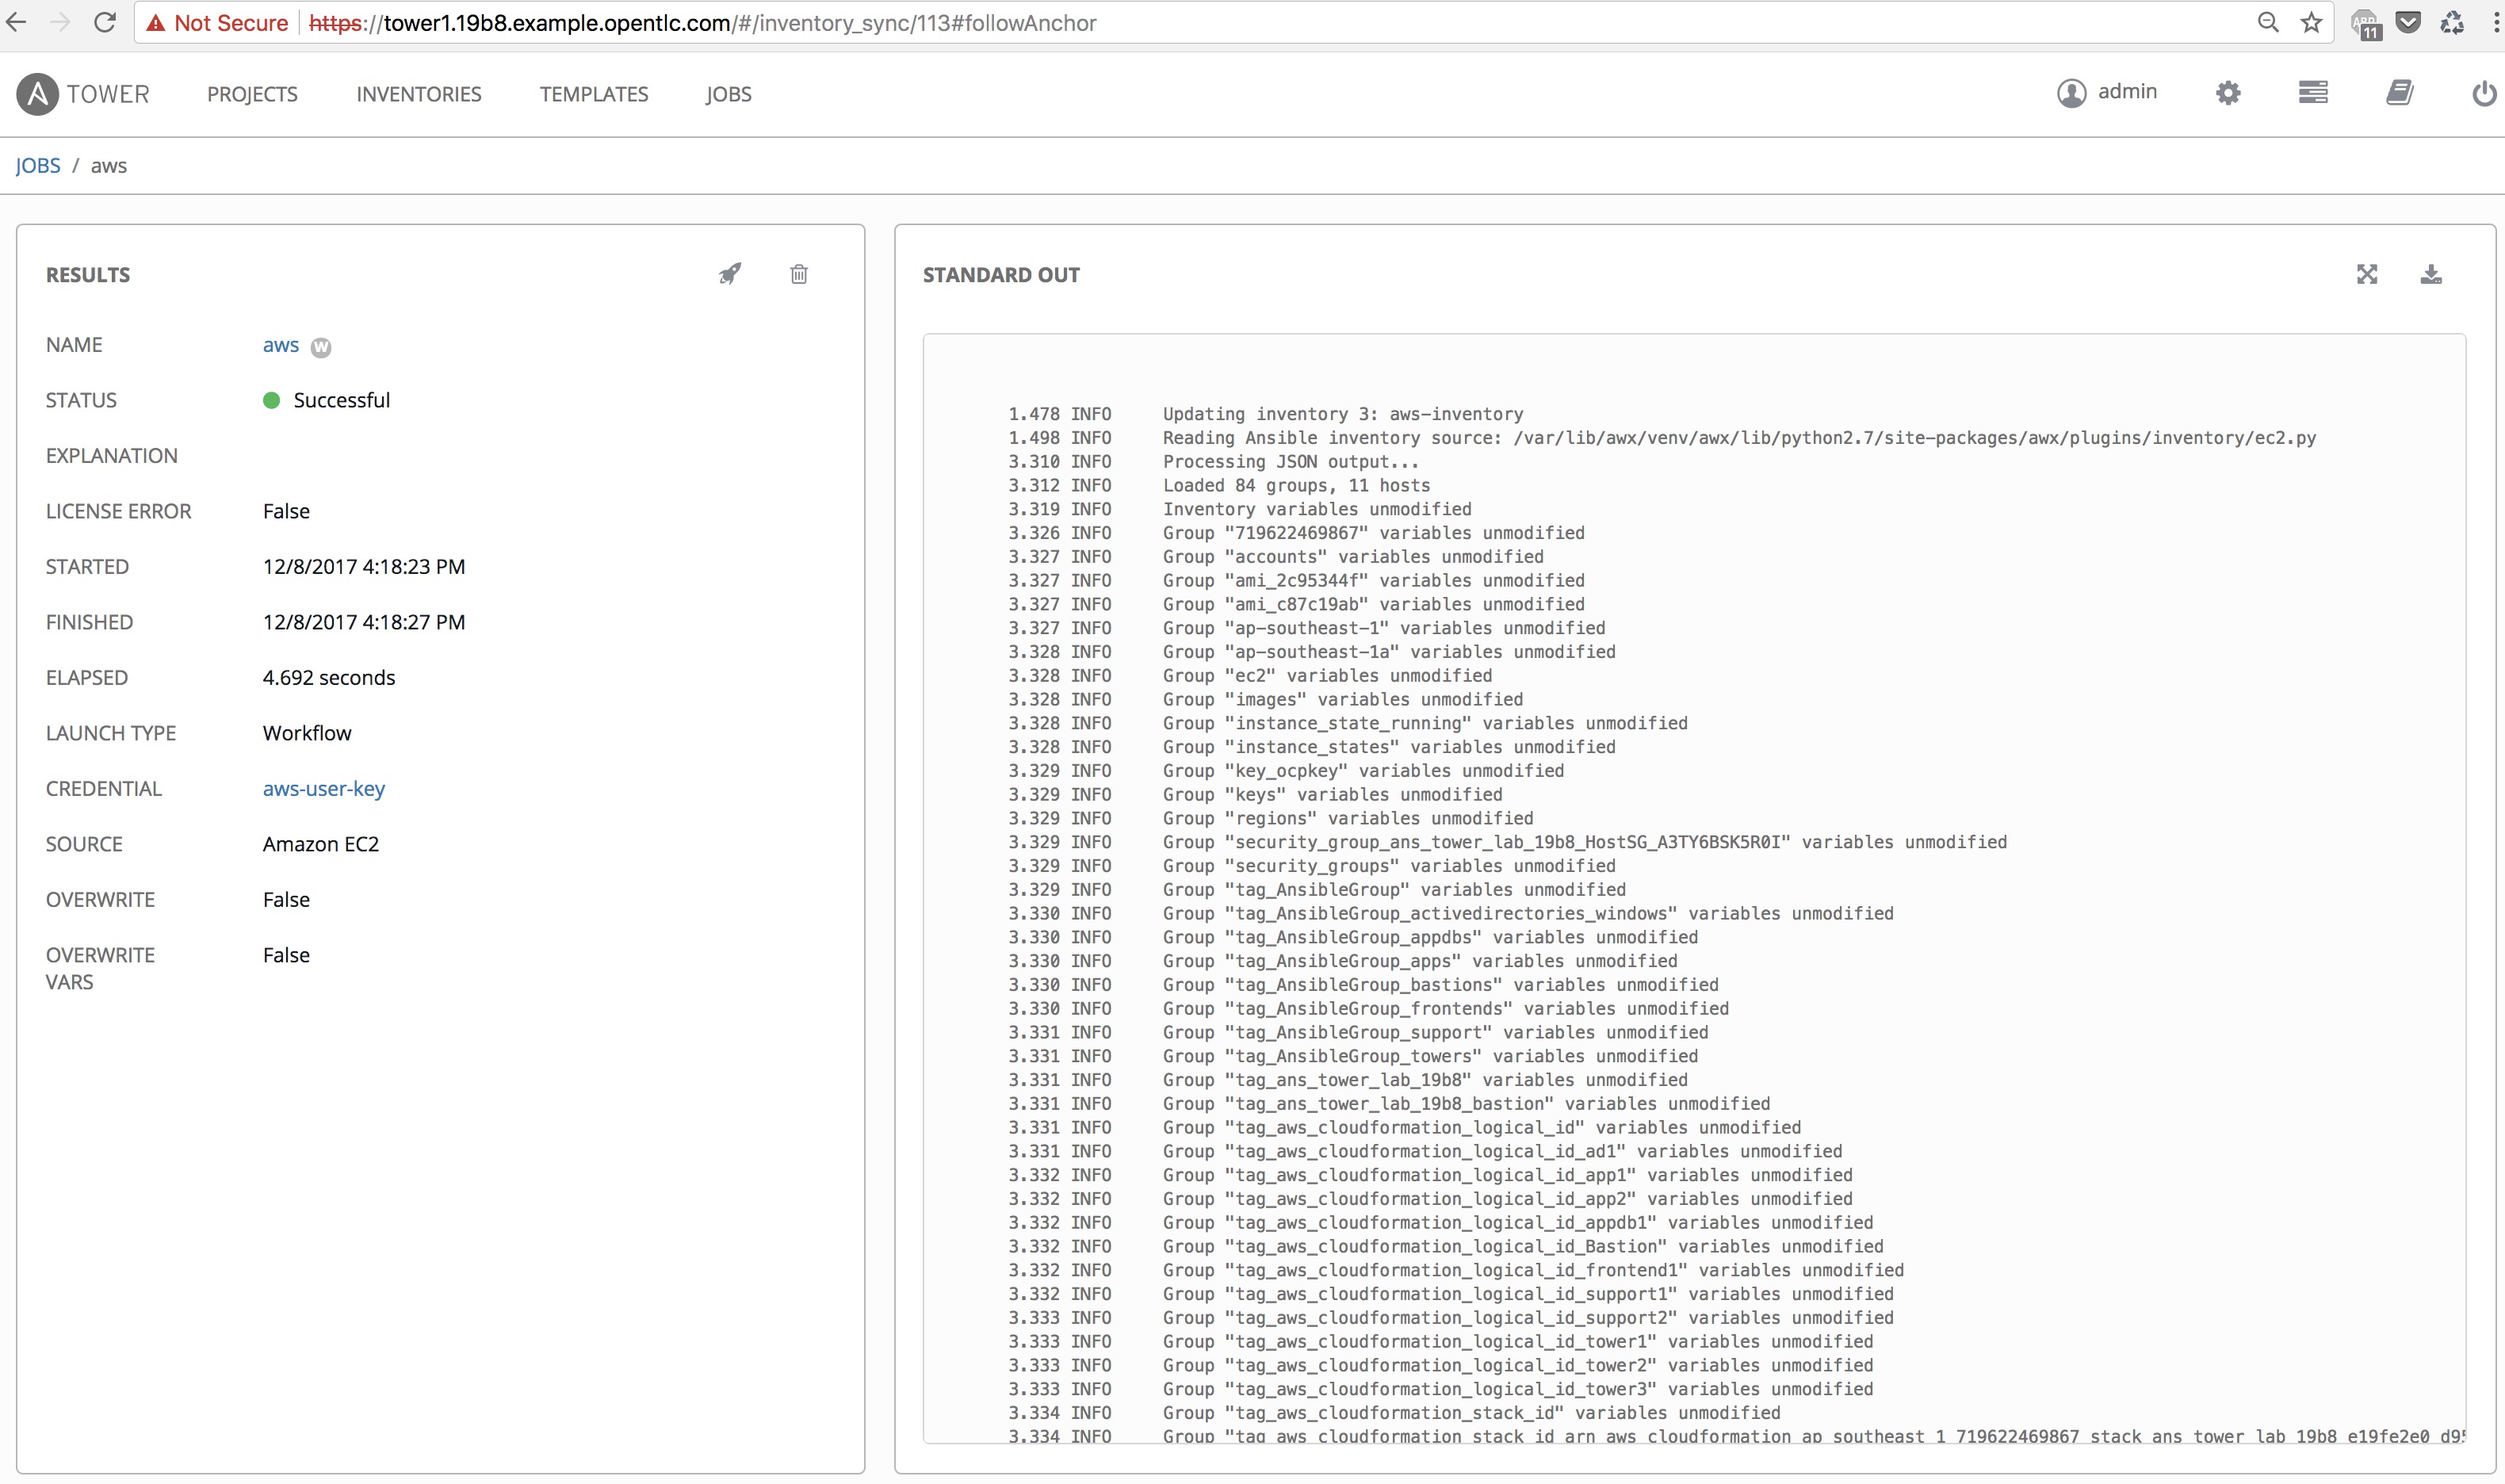 Not Secure | https://tower1.19b8.example.opentlc.com/#/inventory_sync/113#followAnchor
11
A TOWER PROJECTS INVENTORIES TEMPLATES JOBS admin
JOBS / aws
RESULTS
NAME aws W
STATUS Successful
EXPLANATION
LICENSE ERROR False
STARTED 12/8/2017 4:18:23 PM
FINISHED 12/8/2017 4:18:27 PM
ELAPSED 4.692 seconds
LAUNCH TYPE Workflow
CREDENTIAL aws-user-key
SOURCE Amazon EC2
OVERWRITE False
OVERWRITE False
VARS
STANDARD OUT
1.478 INFO Updating inventory 3: aws-inventory
1.498 INFO Reading Ansible inventory source: /var/lib/awx/venv/awx/lib/python2.7/site-packages/awx/plugins/inventory/ec2.py
3.310 INFO Processing JSON output...
3.312 INFO Loaded 84 groups, 11 hosts
3.319 INFO Inventory variables unmodified
3.326 INFO Group "719622469867" variables unmodified
3.327 INFO Group "accounts" variables unmodified
3.327 INFO Group "ami_2c95344f" variables unmodified
3.327 INFO Group "ami_c87c19ab" variables unmodified
3.327 INFO Group "ap-southeast-1" variables unmodified
3.328 INFO Group "ap-southeast-1a" variables unmodified
3.328 INFO Group "ec2" variables unmodified
3.328 INFO Group "images" variables unmodified
3.328 INFO Group "instance_state_running" variables unmodified
3.328 INFO Group "instance_states" variables unmodified
3.329 INFO Group "key_ocpkey" variables unmodified
3.329 INFO Group "keys" variables unmodified
3.329 INFO Group "regions" variables unmodified
3.329 INFO Group "security_group_ans_tower_lab_19b8_HostSG_A3TY6BSK5R0I" variables unmodified
3.329 INFO Group "security_groups" variables unmodified
3.329 INFO Group "tag_AnsibleGroup" variables unmodified
3.330 INFO Group "tag_AnsibleGroup_activedirectories_windows" variables unmodified
3.330 INFO Group "tag_AnsibleGroup_appdbs" variables unmodified
3.330 INFO Group "tag_AnsibleGroup_apps" variables unmodified
3.330 INFO Group "tag_AnsibleGroup_bastions" variables unmodified
3.330 INFO Group "tag_AnsibleGroup_frontends" variables unmodified
3.331 INFO Group "tag_AnsibleGroup_support" variables unmodified
3.331 INFO Group "tag_AnsibleGroup_towers" variables unmodified
3.331 INFO Group "tag_ans_tower_lab_19b8" variables unmodified
3.331 INFO Group "tag_ans_tower_lab_19b8_bastion" variables unmodified
3.331 INFO Group "tag_aws_cloudformation_logical_id" variables unmodified
3.331 INFO Group "tag_aws_cloudformation_logical_id_ad1" variables unmodified
3.332 INFO Group "tag_aws_cloudformation_logical_id_app1" variables unmodified
3.332 INFO Group "tag_aws_cloudformation_logical_id_app2" variables unmodified
3.332 INFO Group "tag_aws_cloudformation_logical_id_appdb1" variables unmodified
3.332 INFO Group "tag_aws_cloudformation_logical_id_Bastion" variables unmodified
3.332 INFO Group "tag_aws_cloudformation_logical_id_frontend1" variables unmodified
3.332 INFO Group "tag_aws_cloudformation_logical_id_support1" variables unmodified
3.333 INFO Group "tag_aws_cloudformation_logical_id_support2" variables unmodified
3.333 INFO Group "tag_aws_cloudformation_logical_id_tower1" variables unmodified
3.333 INFO Group "tag_aws_cloudformation_logical_id_tower2" variables unmodified
3.333 INFO Group "tag_aws_cloudformation_logical_id_tower3" variables unmodified
3.334 INFO Group "tag_aws_cloudformation_stack_id" variables unmodified
3.334 INFO Group "tag_aws_cloudformation_stack_id_arn_aws_cloudformation_ap_southeast_1_719622469867_stack_ans_tower_lab_19b8_e19fe2e0_d95